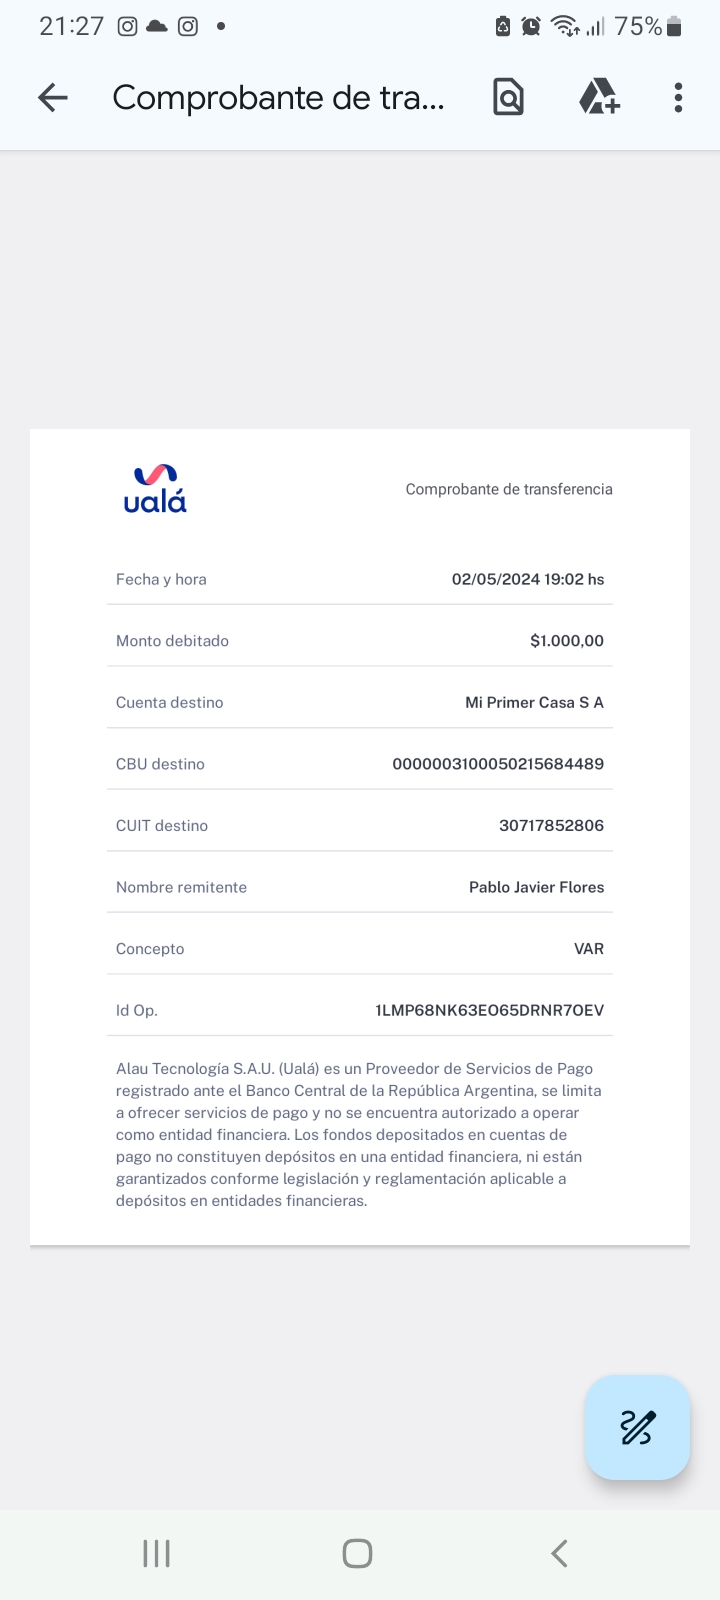 21:27
75%
Comprobante de tra...
ualá
Comprobante de transferencia
Fecha y hora 02/05/2024 19:02 hs
Monto debitado $1.000,00
Cuenta destino Mi Primer Casa S A
CBU destino 0000003100050215684489
CUIT destino 30717852806
Nombre remitente Pablo Javier Flores
Concepto VAR
Id Op. 1LMP68NK63EO65DRNR7OEV
Alau Tecnología S.A.U. (Ualá) es un Proveedor de Servicios de Pago
registrado ante el Banco Central de la República Argentina, se limita
a ofrecer servicios de pago y no se encuentra autorizado a operar
como entidad financiera. Los fondos depositados en cuentas de
pago no constituyen depósitos en una entidad financiera, ni están
garantizados conforme legislación y reglamentación aplicable a
depósitos en entidades financieras.